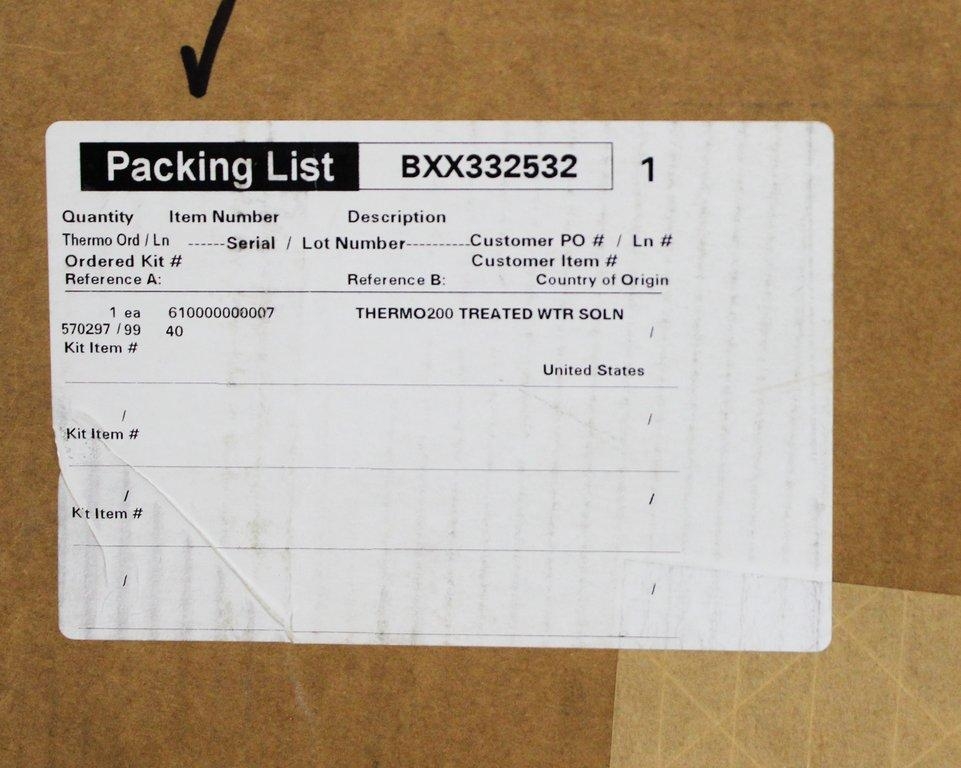 Packing List BXX332532 1
Quantity Item Number Description
Thermo Ord / Ln ------Serial / Lot Number----------Customer PO # / Ln #
Ordered Kit # Customer Item #
Reference A: Reference B: Country of Origin
1 ea 610000000007 THERMO200 TREATED WTR SOLN
570297 / 99 40 /
Kit Item #
United States
/ /
Kit Item #
/ /
Kit Item #
/ /